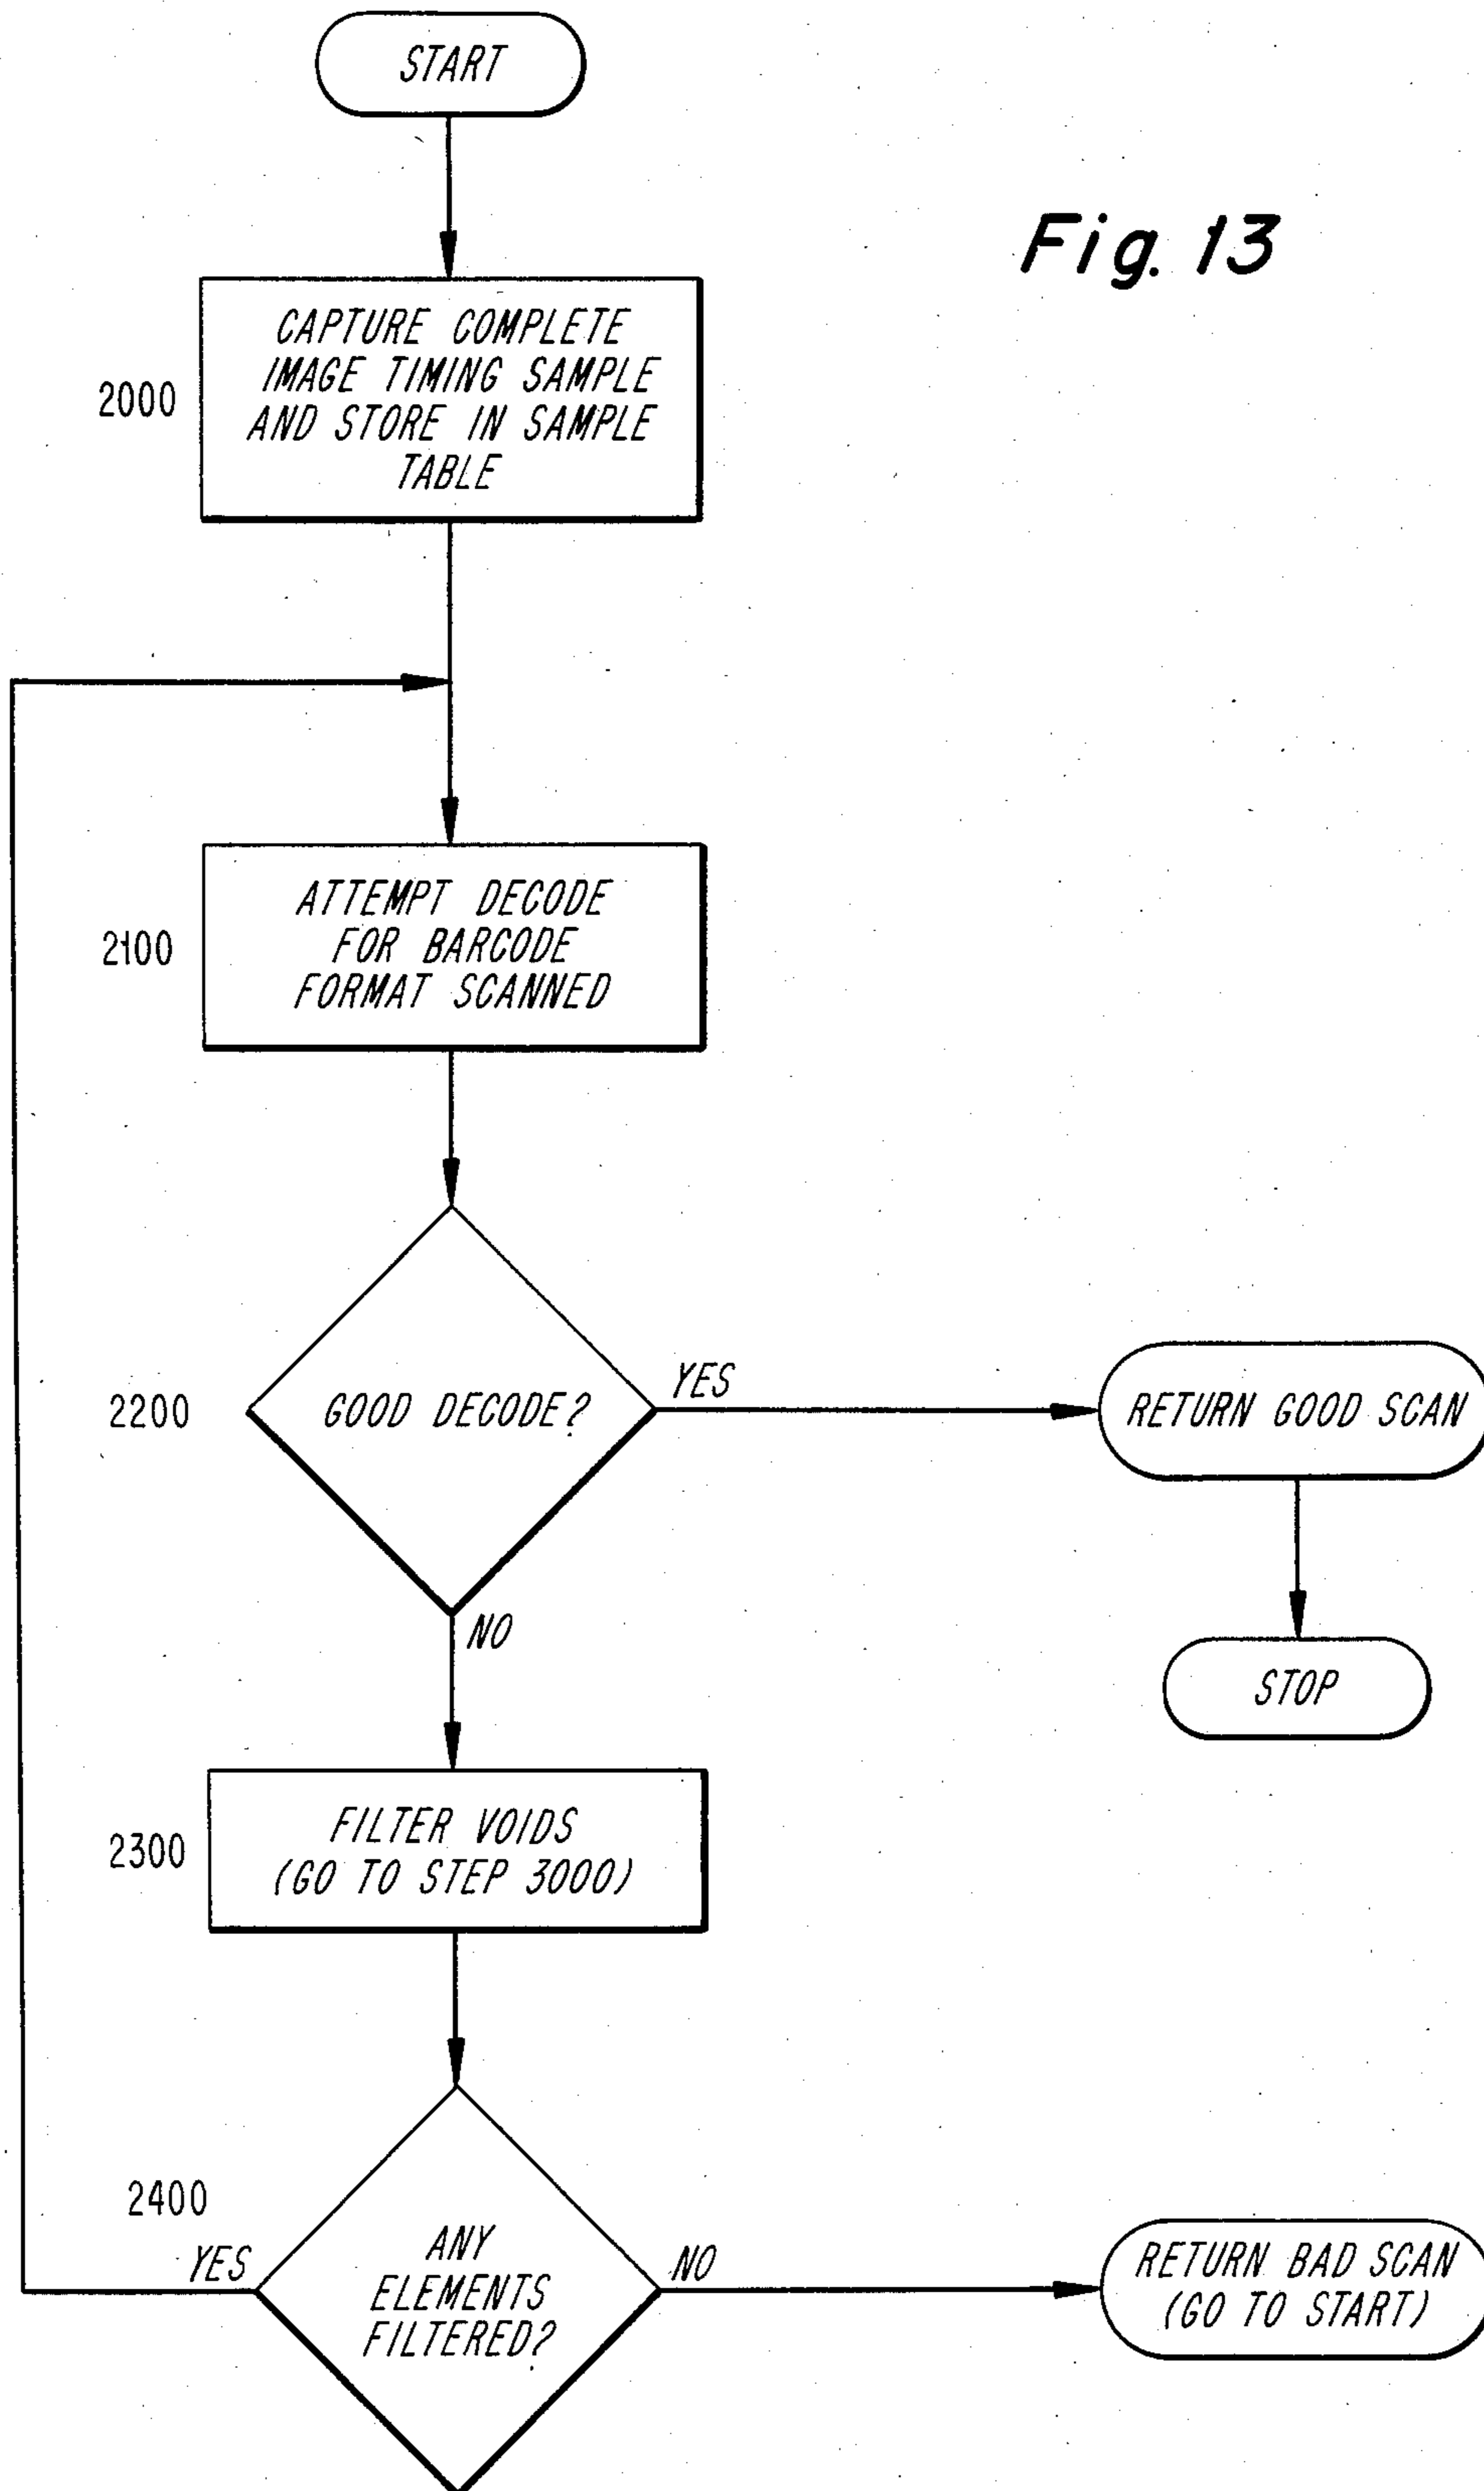 START
Fig. 13
2000
CAPTURE COMPLETE
IMAGE TIMING SAMPLE
AND STORE IN SAMPLE
TABLE
2100
ATTEMPT DECODE
FOR BARCODE
FORMAT SCANNED
2200
GOOD DECODE?
YES
RETURN GOOD SCAN
NO
STOP
2300
FILTER VOIDS
(GO TO STEP 3000)
2400
YES
ANY
ELEMENTS
FILTERED?
NO
RETURN BAD SCAN
(GO TO START)